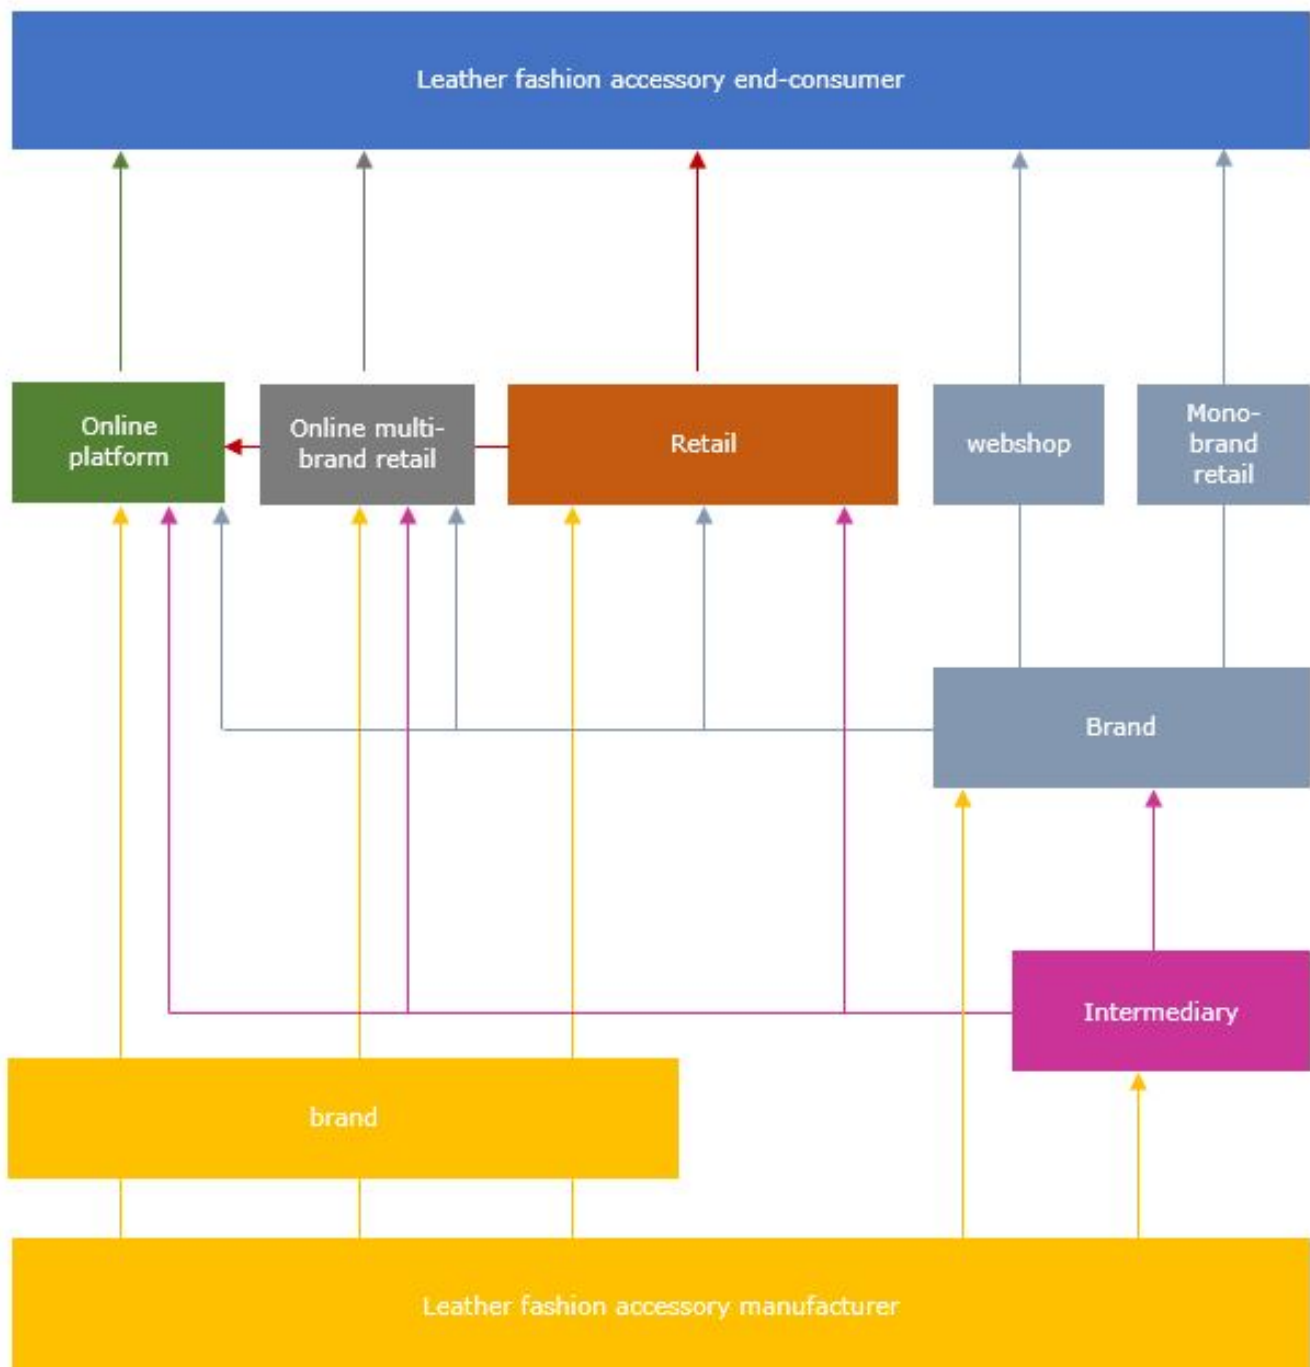 Leather fashion accessory end-consumer
Online
platform
Online multi-
brand retail
Retail
webshop
Mono-
brand
retail
Brand
Intermediary
brand
Leather fashion accessory manufacturer